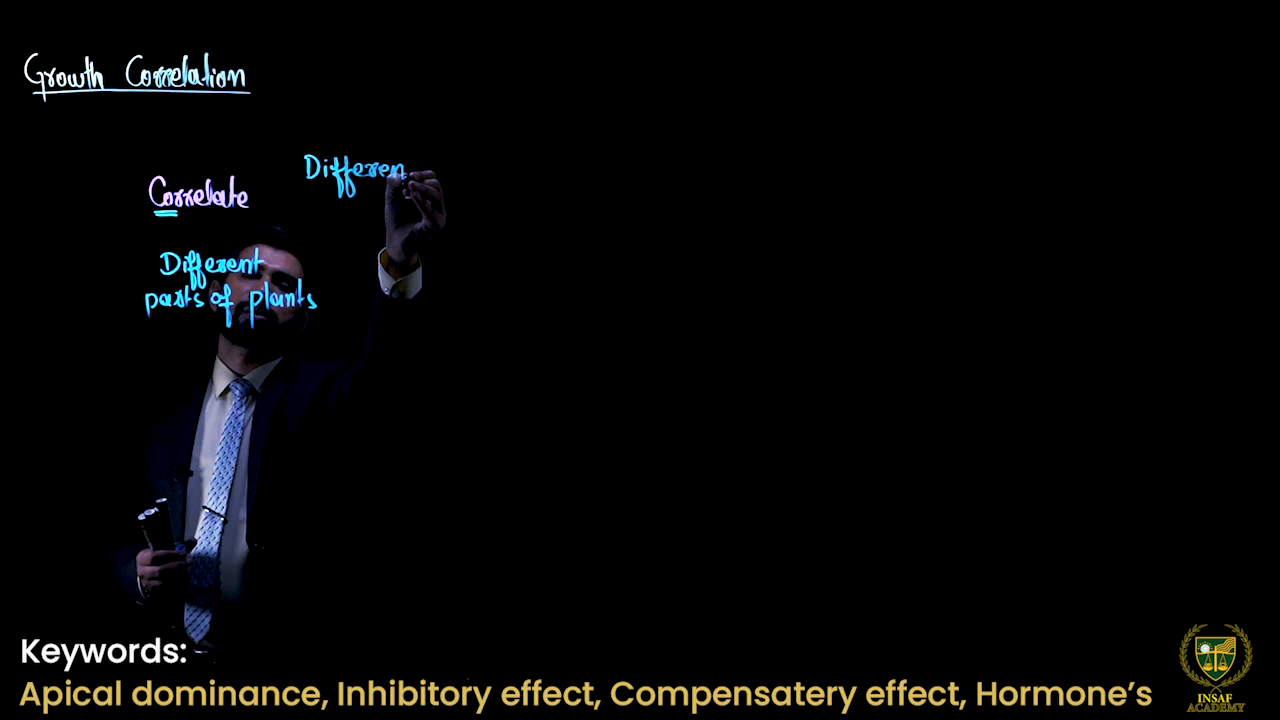 Growth Correlation
Correlate
Differen
Different
parts of plants
Keywords:
Apical dominance, Inhibitory effect, Compensatery effect, Hormone's
INSAF
ACADEMY